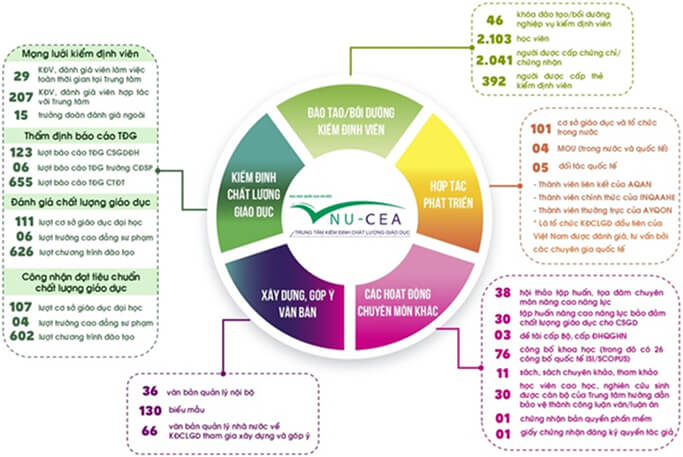 46 khóa đào tạo/bồi dưỡng
nghiệp vụ kiểm định viên
2.103 học viên
2.041 người được cấp chứng chỉ/
chứng nhận
392 người được cấp thẻ
kiểm định viên
Mạng lưới kiểm định viên
29 KĐV, đánh giá viên làm việc
toàn thời gian tại Trung tâm
207 KĐV, đánh giá viên hợp tác
với Trung tâm
15 trưởng đoàn đánh giá ngoài
Thẩm định báo cáo TĐG
123 lượt báo cáo TĐG CSGDĐH
06 lượt báo cáo TĐG trường CĐSP
655 lượt báo cáo TĐG CTĐT
Đánh giá chất lượng giáo dục
111 lượt cơ sở giáo dục đại học
06 lượt trường cao đẳng sư phạm
626 lượt chương trình đào tạo
Công nhận đạt tiêu chuẩn
chất lượng giáo dục
107 lượt cơ sở giáo dục đại học
04 lượt trường cao đẳng sư phạm
602 lượt chương trình đào tạo
ĐÀO TẠO/BỒI DƯỠNG
KIỂM ĐỊNH VIÊN
KIỂM ĐỊNH
CHẤT LƯỢNG
GIÁO DỤC
HỢP TÁC
PHÁT TRIỂN
ĐẠI HỌC QUỐC GIA HÀ NỘI
VNU-CEA
TRUNG TÂM KIỂM ĐỊNH CHẤT LƯỢNG GIÁO DỤC
XÂY DỰNG, GÓP Ý
VĂN BẢN
CÁC HOẠT ĐỘNG
CHUYÊN MÔN KHÁC
101 cơ sở giáo dục và tổ chức
trong nước
04 MOU (trong nước và quốc tế)
05 đối tác quốc tế
- Thành viên liên kết của AQAN
- Thành viên chính thức của INQAAHE
- Thành viên thường trực của AYQON
* Là tổ chức KĐCLGD đầu tiên của
Việt Nam được đánh giá, tư vấn bởi
các chuyên gia quốc tế
38 hội thảo tập huấn, tọa đàm chuyên
môn nâng cao năng lực
30 tập huấn nâng cao năng lực bảo đảm
chất lượng giáo dục cho CSGD
03 đề tài cấp Bộ, cấp ĐHQGHN
76 công bố khoa học (trong đó có 26
công bố quốc tế ISI/SCOPUS)
11 sách, sách chuyên khảo, tham khảo
30 học viên cao học, nghiên cứu sinh
được cán bộ của Trung tâm hướng dẫn
bảo vệ thành công luận văn/luận án
01 chứng nhận bản quyền phần mềm
01 giấy chứng nhận đăng ký quyền tác giả
36 văn bản quản lý nội bộ
130 biểu mẫu
66 văn bản quản lý nhà nước về
KĐCLGD tham gia xây dựng và góp ý